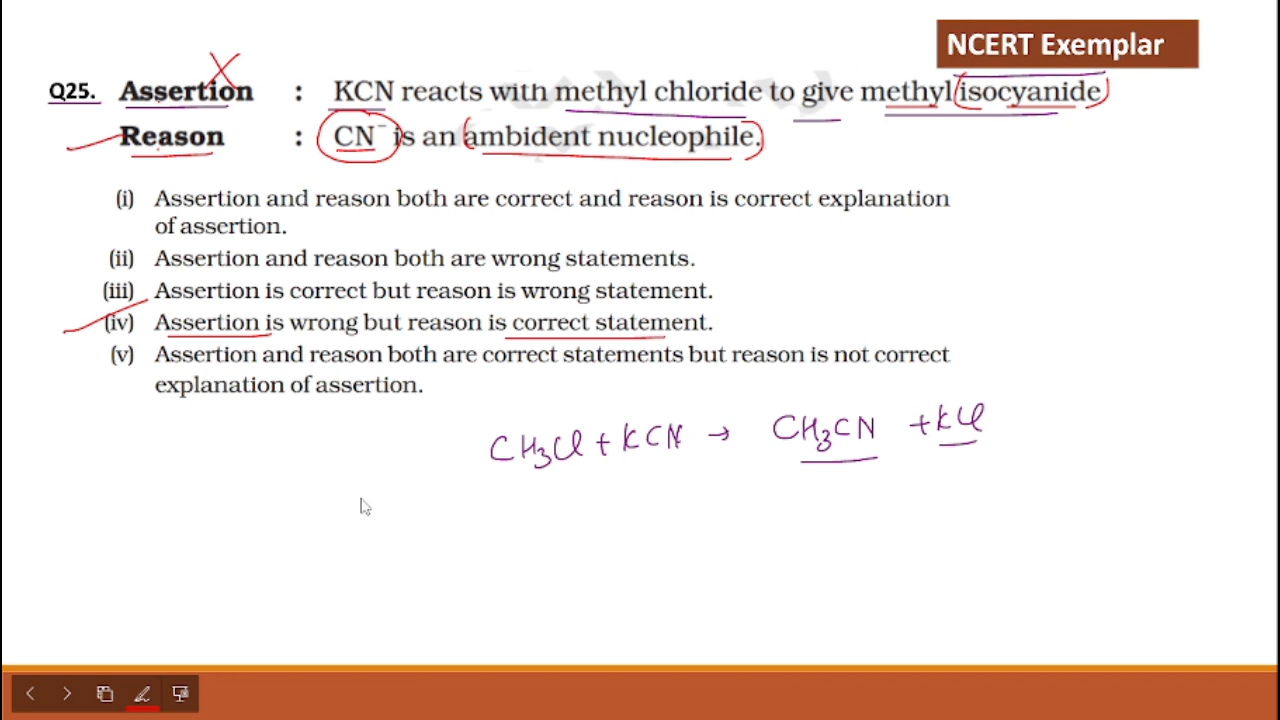 NCERT Exemplar
Q25. Assertion : KCN reacts with methyl chloride to give methyl isocyanide
Reason : CN⁻ is an ambident nucleophile.
(i) Assertion and reason both are correct and reason is correct explanation
of assertion.
(ii) Assertion and reason both are wrong statements.
(iii) Assertion is correct but reason is wrong statement.
(iv) Assertion is wrong but reason is correct statement.
(v) Assertion and reason both are correct statements but reason is not correct
explanation of assertion.
CH₃Cl + KCN → CH₃CN + KCl